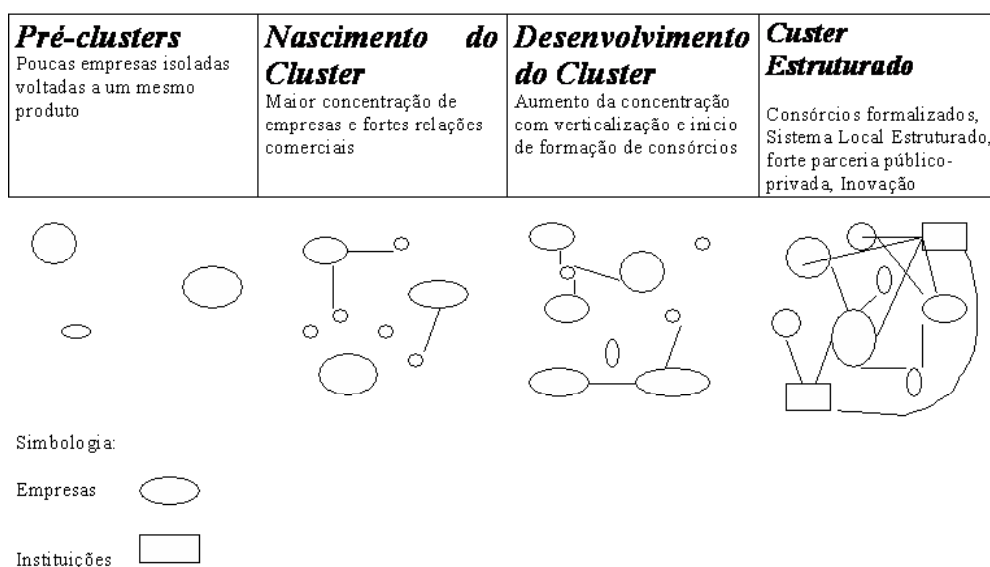 Pré-clusters
Poucas empresas isoladas
voltadas a um mesmo
produto
Nascimento do
Cluster
Maior concentração de
empresas e fortes relações
comerciais
Desenvolvimento
do Cluster
Aumento da concentração
com verticalização e inicio
de formação de consórcios
Custer
Estruturado
Consórcios formalizados,
Sistema Local Estruturado,
forte parceria público-
privada, Inovação
Simbologia:
Empresas
Instituições